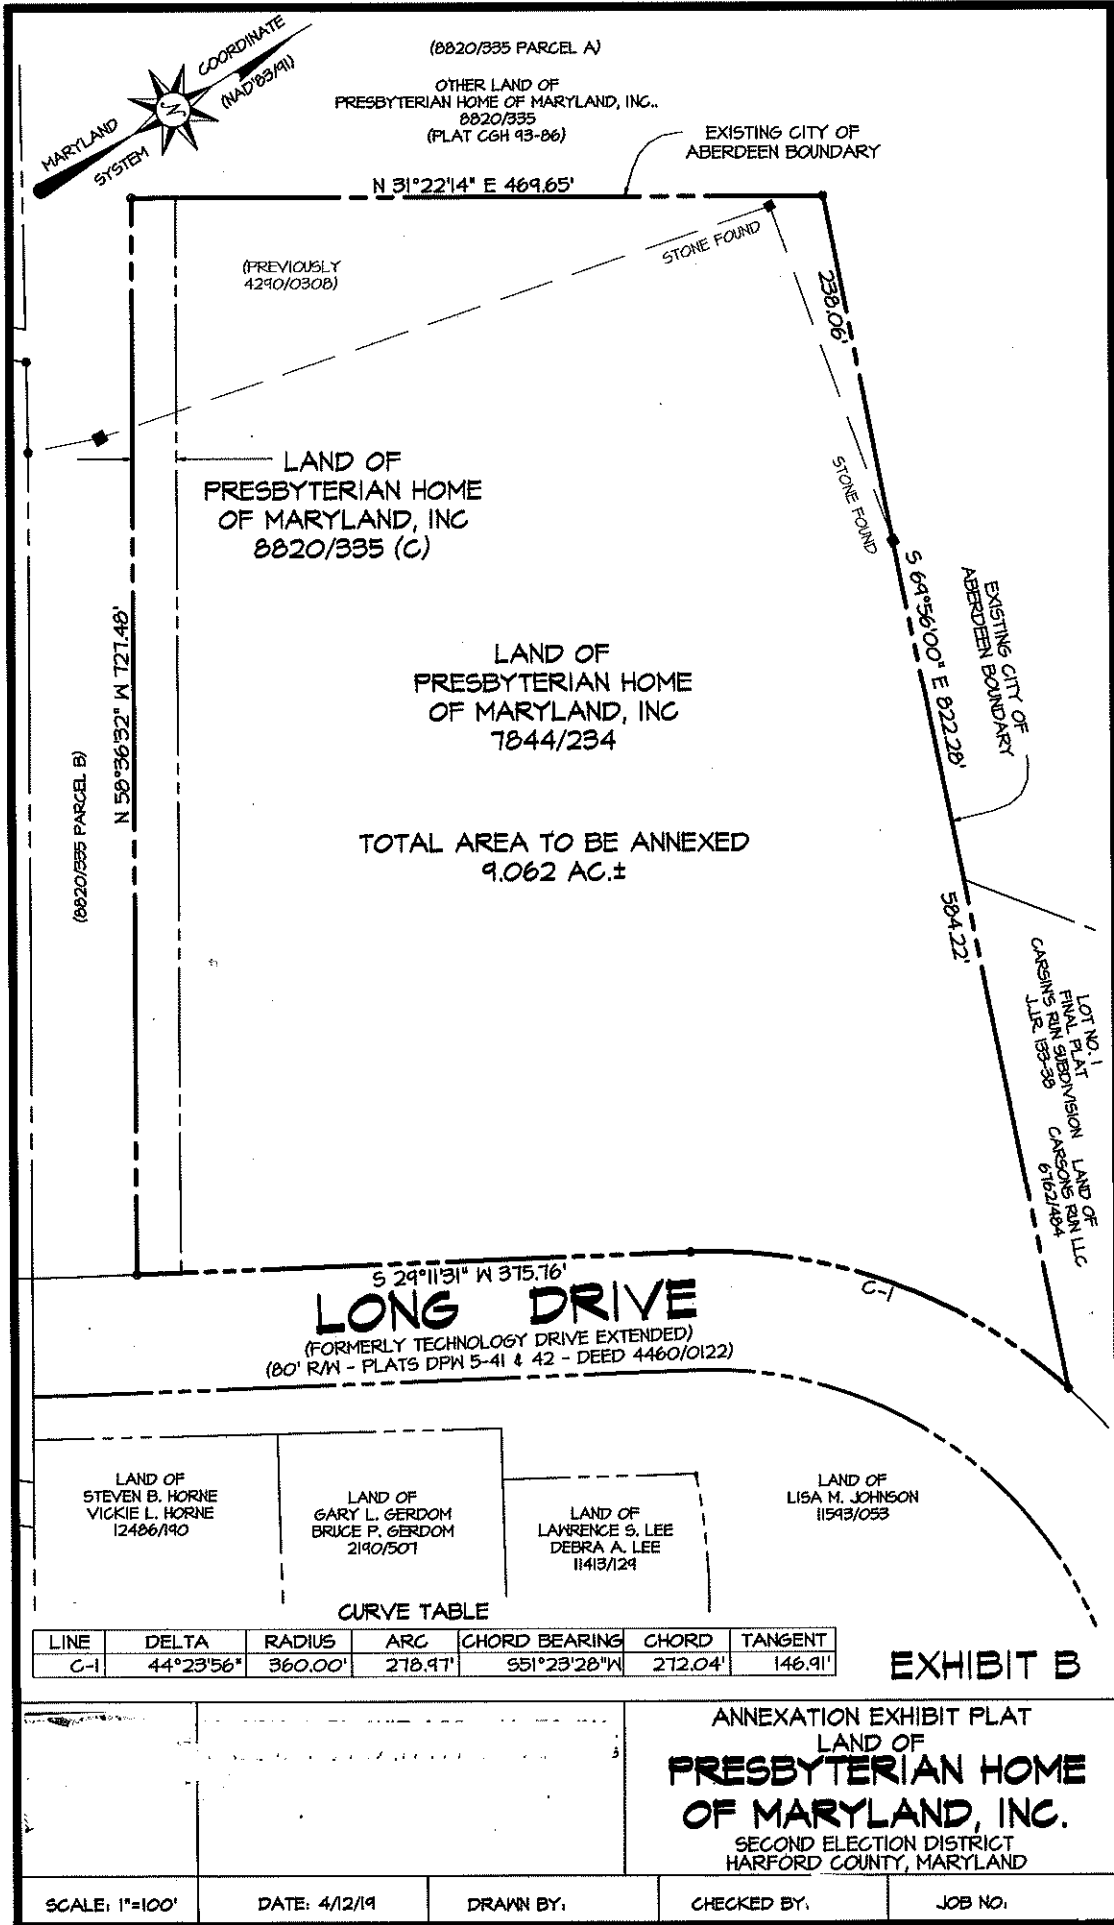 MARYLAND COORDINATE
SYSTEM (NAD'83/91)
N
(8820/335 PARCEL A)
OTHER LAND OF
PRESBYTERIAN HOME OF MARYLAND, INC..
8820/335
(PLAT CGH 93-86)
EXISTING CITY OF
ABERDEEN BOUNDARY
N 31°22'14" E 469.65'
STONE FOUND
(PREVIOUSLY
4290/0308)
238.06'
STONE FOUND
LAND OF
PRESBYTERIAN HOME
OF MARYLAND, INC
8820/335 (C)
S 69°56'00" E 822.28'
EXISTING CITY OF
ABERDEEN BOUNDARY
N 58°36'32" W 727.48'
(8820/335 PARCEL B)
LAND OF
PRESBYTERIAN HOME
OF MARYLAND, INC
7844/234
TOTAL AREA TO BE ANNEXED
9.062 AC.±
584.22'
LOT NO. 1
FINAL PLAT
CARSIN'S RUN SUBDIVISION
J.J.R. 133-38
LAND OF
CARSONS RUN LLC
6762/484
S 29°11'31" W 375.76'
C-1
LONG DRIVE
(FORMERLY TECHNOLOGY DRIVE EXTENDED)
(80' R/W - PLATS DPW 5-41 & 42 - DEED 4460/0122)
LAND OF
STEVEN B. HORNE
VICKIE L. HORNE
12486/190
LAND OF
GARY L. GERDOM
BRUCE P. GERDOM
2190/507
LAND OF
LAWRENCE S. LEE
DEBRA A. LEE
11413/129
LAND OF
LISA M. JOHNSON
11593/053
CURVE TABLE
LINE DELTA RADIUS ARC CHORD BEARING CHORD TANGENT
C-1 44°23'56" 360.00' 278.97' S51°23'28"W 272.04' 146.91'
EXHIBIT B
ANNEXATION EXHIBIT PLAT
LAND OF
PRESBYTERIAN HOME
OF MARYLAND, INC.
SECOND ELECTION DISTRICT
HARFORD COUNTY, MARYLAND
SCALE: 1"=100' DATE: 4/12/19 DRAWN BY: CHECKED BY: JOB NO: